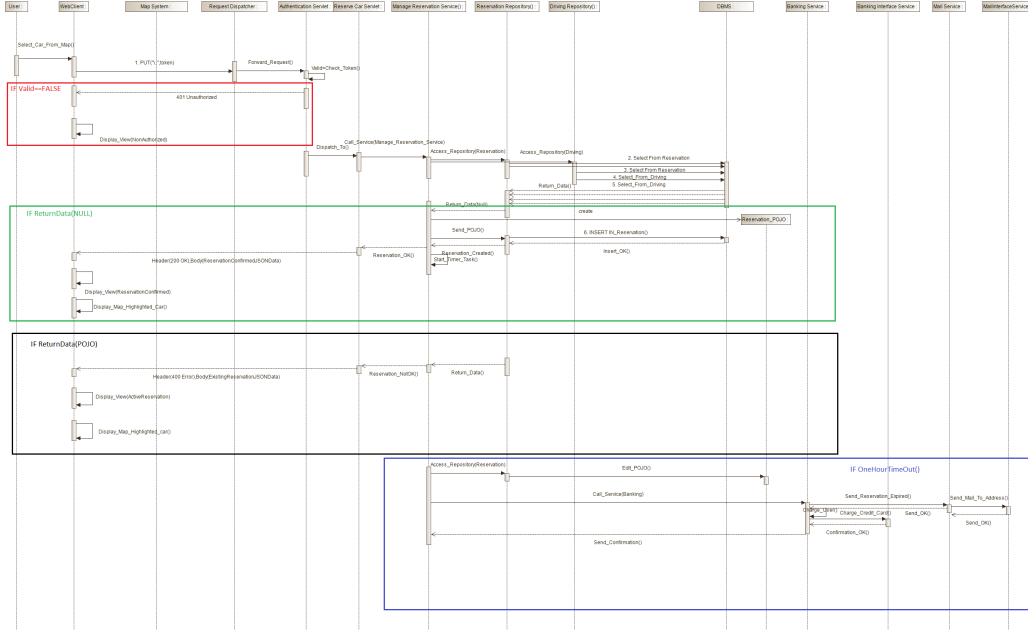 User :
WebClient :
Map System :
Request Dispatcher :
Authentication Servlet :
Reserve Car Servlet :
Manage Reservation Service() :
Reservation Repository() :
Driving Repository() :
DBMS
Banking Service :
Banking Interface Service :
Mail Service :
MailInterfaceService
Select_Car_From_Map()
1. PUT("\;",token)
Forward_Request()
Valid=Check_Token()
IF Valid==FALSE
401 Unauthorized
Display_View(NonAuthorized)
Dispatch_To()
Call_Service(Manage_Reservation_Service)
Access_Repository(Reservation)
Access_Repository(Driving)
2. Select From Reservation
3. Select From Reservation
4. Select_From_Driving
5. Select_From_Driving
Return_Data()
Return_Data(Null)
IF ReturnData(NULL)
create
Reservation_POJO :
Send_POJO()
6. INSERT IN_Reservation()
Insert_OK()
Reservation_Created()
Reservation_OK()
Start_Timer_Task()
Header(200 OK),Body(ReservationConfirmedJSONData)
Display_View(ReservationConfirmed)
Display_Map_Highlighted_Car()
IF ReturnData(POJO)
Return_Data()
Reservation_NotOK()
Header(400 Error),Body(ExistingReservationJSONData)
Display_View(ActiveReservation)
Display_Map_Highlighted_car()
IF OneHourTimeOut()
Access_Repository(Reservation)
Edit_POJO()
Call_Service(Banking)
Send_Reservation_Expired()
Send_Mail_To_Address()
Charge_User()
Charge_Credit_Card()
Send_OK()
Send_OK()
Confirmation_OK()
Send_Confirmation()